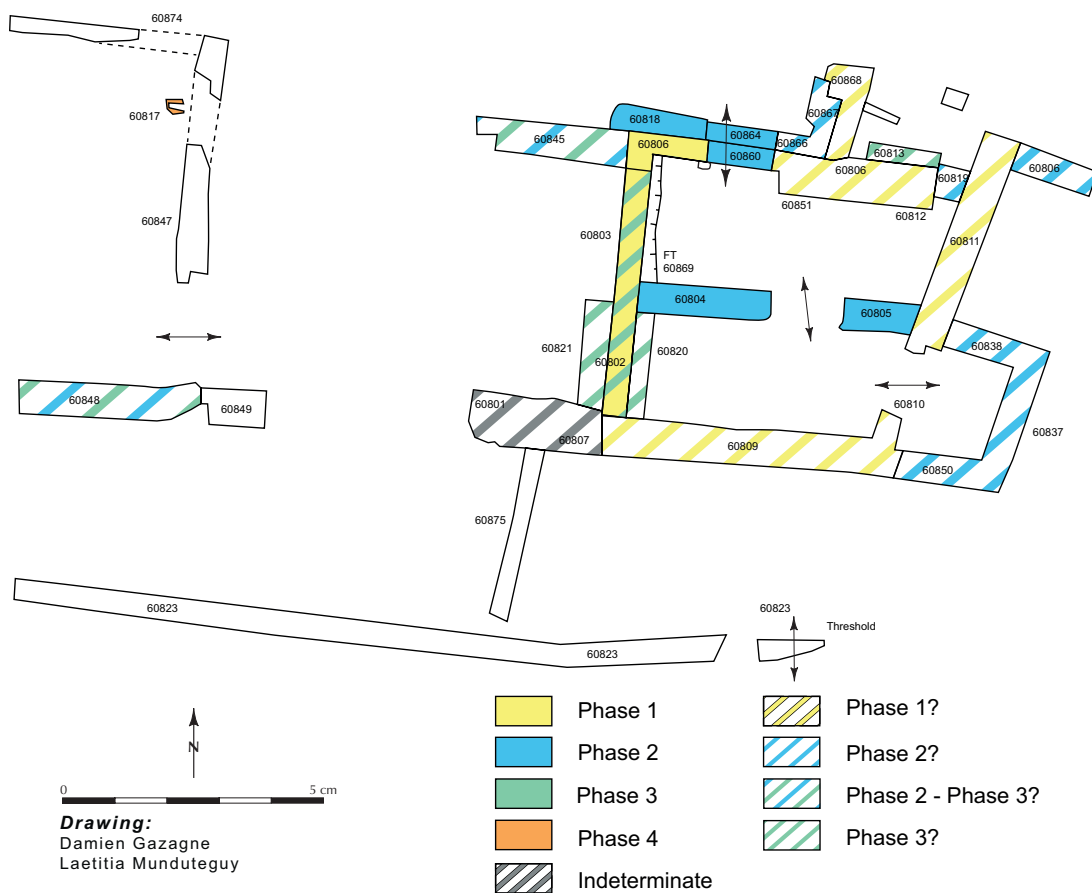 60874
60868
60817
60818
60864
60867
60845
60806
60866
60860
60813
60806
60819
60806
60851
60812
60847
60803
60811
FT
60869
60804
60805
60821
60802
60820
60838
60848
60849
60801
60810
60807
60809
60837
60850
60875
60823
60823
60823
Threshold
N
0 5 cm
Drawing:
Damien Gazagne
Laetitia Munduteguy
Phase 1
Phase 2
Phase 3
Phase 4
Indeterminate
Phase 1?
Phase 2?
Phase 2 - Phase 3?
Phase 3?